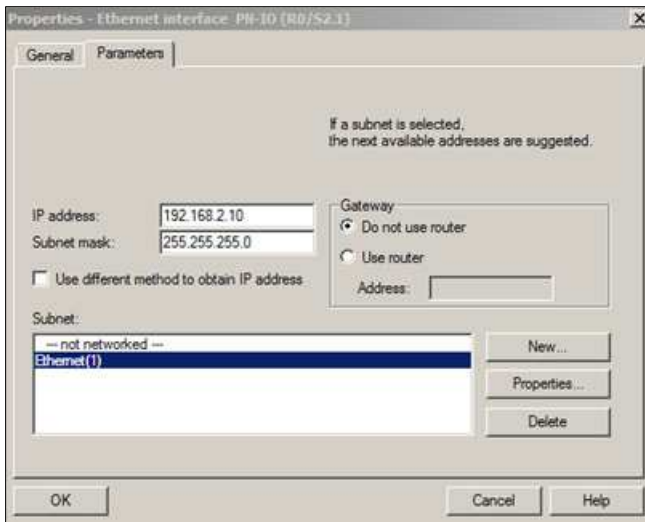 Properties - Ethernet interface PN-IO (R0/S2.1)
General
Parameters
If a subnet is selected,
the next available addresses are suggested.
IP address:
192.168.2.10
Subnet mask:
255.255.255.0
Gateway
Do not use router
Use router
Address:
Use different method to obtain IP address
Subnet:
--- not networked ---
Ethernet(1)
New...
Properties...
Delete
OK
Cancel
Help